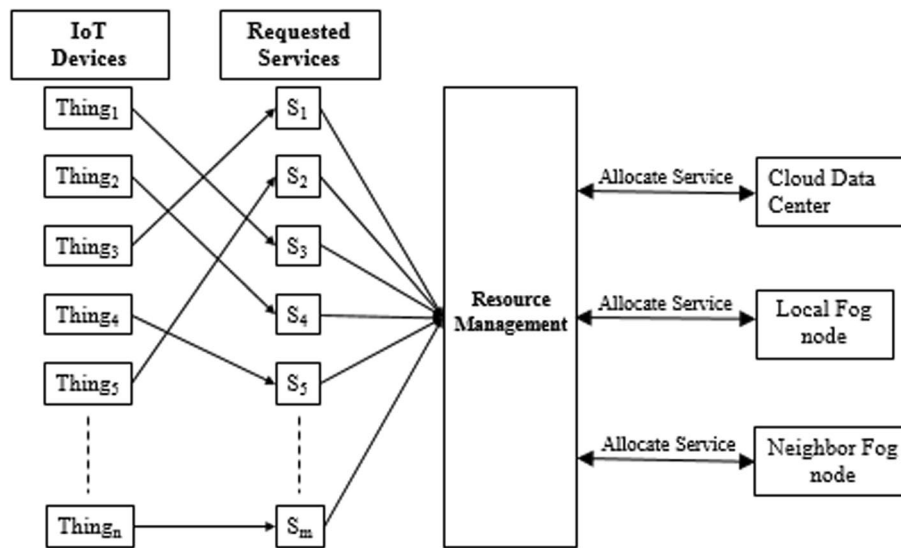 IoT
Devices
Requested
Services
Thing₁
S₁
Thing₂
S₂
Thing₃
S₃
Thing₄
S₄
Thing₅
S₅
Thingₙ
Sₘ
Resource
Management
Allocate Service
Cloud Data
Center
Allocate Service
Local Fog
node
Allocate Service
Neighbor Fog
node